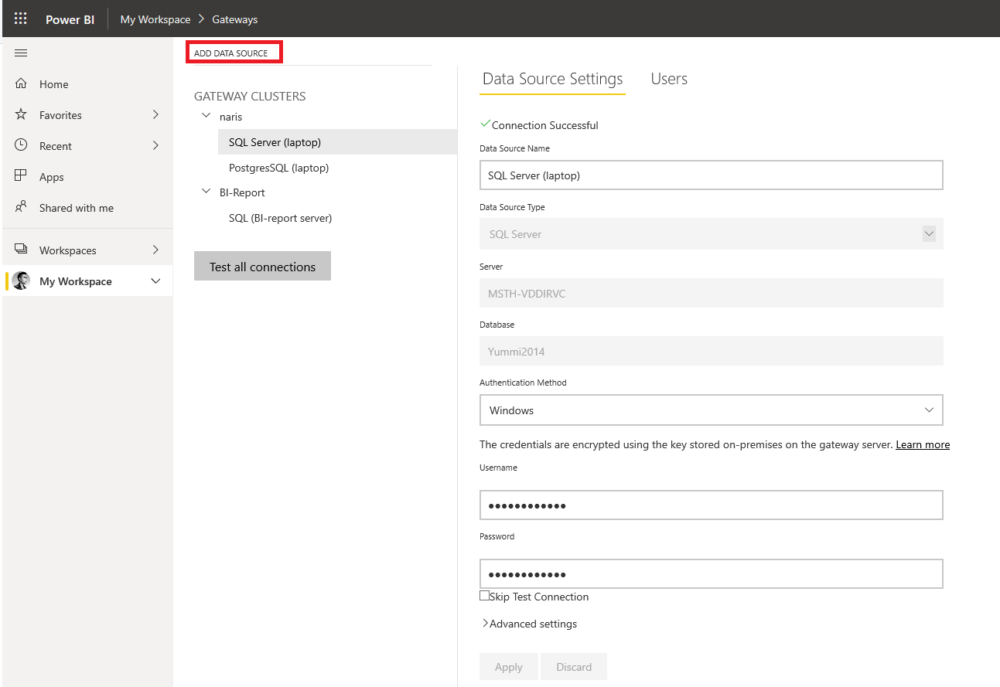 Power BI My Workspace > Gateways
Home
Favorites
Recent
Apps
Shared with me
Workspaces
My Workspace
ADD DATA SOURCE
GATEWAY CLUSTERS
naris
SQL Server (laptop)
PostgresSQL (laptop)
BI-Report
SQL (BI-report server)
Test all connections
Data Source Settings Users
Connection Successful
Data Source Name
SQL Server (laptop)
Data Source Type
SQL Server
Server
MSTH-VDDIRVC
Database
Yummi2014
Authentication Method
Windows
The credentials are encrypted using the key stored on-premises on the gateway server. Learn more
Username
●●●●●●●●●●●●
Password
●●●●●●●●●●●●
Skip Test Connection
Advanced settings
Apply Discard